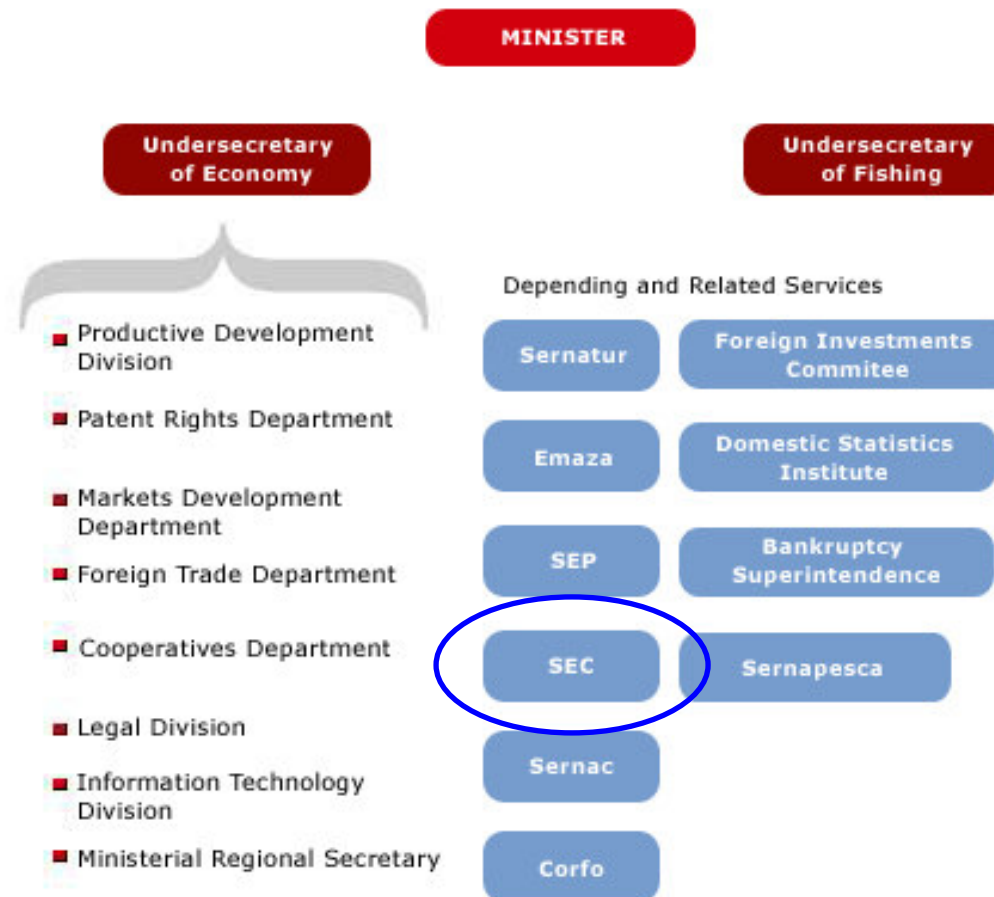 MINISTER
Undersecretary
of Economy
Undersecretary
of Fishing
Productive Development
Division
Patent Rights Department
Markets Development
Department
Foreign Trade Department
Cooperatives Department
Legal Division
Information Technology
Division
Ministerial Regional Secretary
Depending and Related Services
Sernatur
Foreign Investments
Commitee
Emaza
Domestic Statistics
Institute
SEP
Bankruptcy
Superintendence
SEC
Sernapesca
Sernac
Corfo